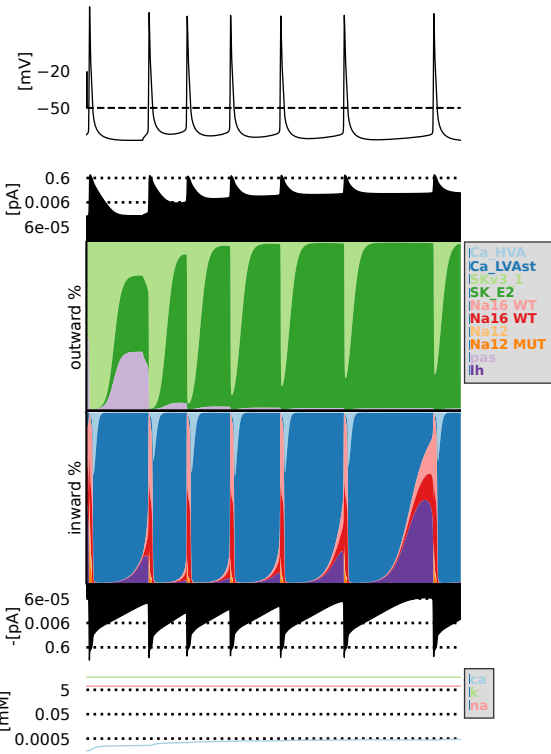 [mV]
−20
−50
[pA]
0.6
0.006
6e-05
outward %
Ca_HVA
Ca_LVAst
SKv3_1
SK_E2
Na16 WT
Na16 WT
Na12
Na12 MUT
pas
Ih
inward %
-[pA]
6e-05
0.006
0.6
[mM]
5
0.05
0.0005
ca
k
na